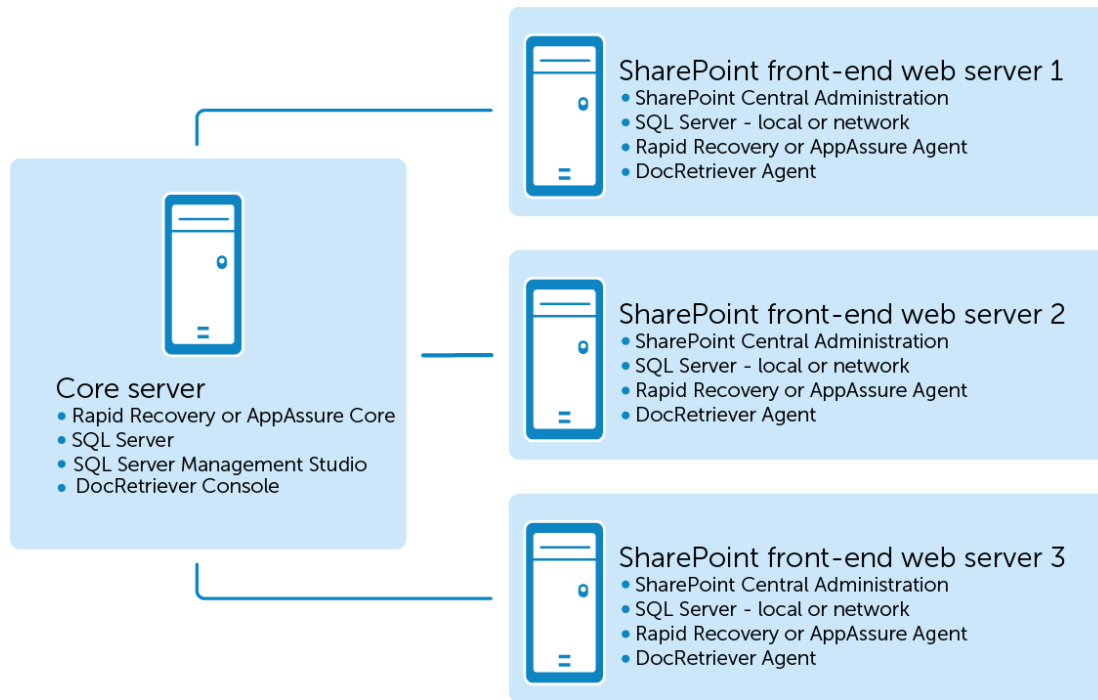 SharePoint front-end web server 1
• SharePoint Central Administration
• SQL Server - local or network
• Rapid Recovery or AppAssure Agent
• DocRetriever Agent
Core server
• Rapid Recovery or AppAssure Core
• SQL Server
• SQL Server Management Studio
• DocRetriever Console
SharePoint front-end web server 2
• SharePoint Central Administration
• SQL Server - local or network
• Rapid Recovery or AppAssure Agent
• DocRetriever Agent
SharePoint front-end web server 3
• SharePoint Central Administration
• SQL Server - local or network
• Rapid Recovery or AppAssure Agent
• DocRetriever Agent